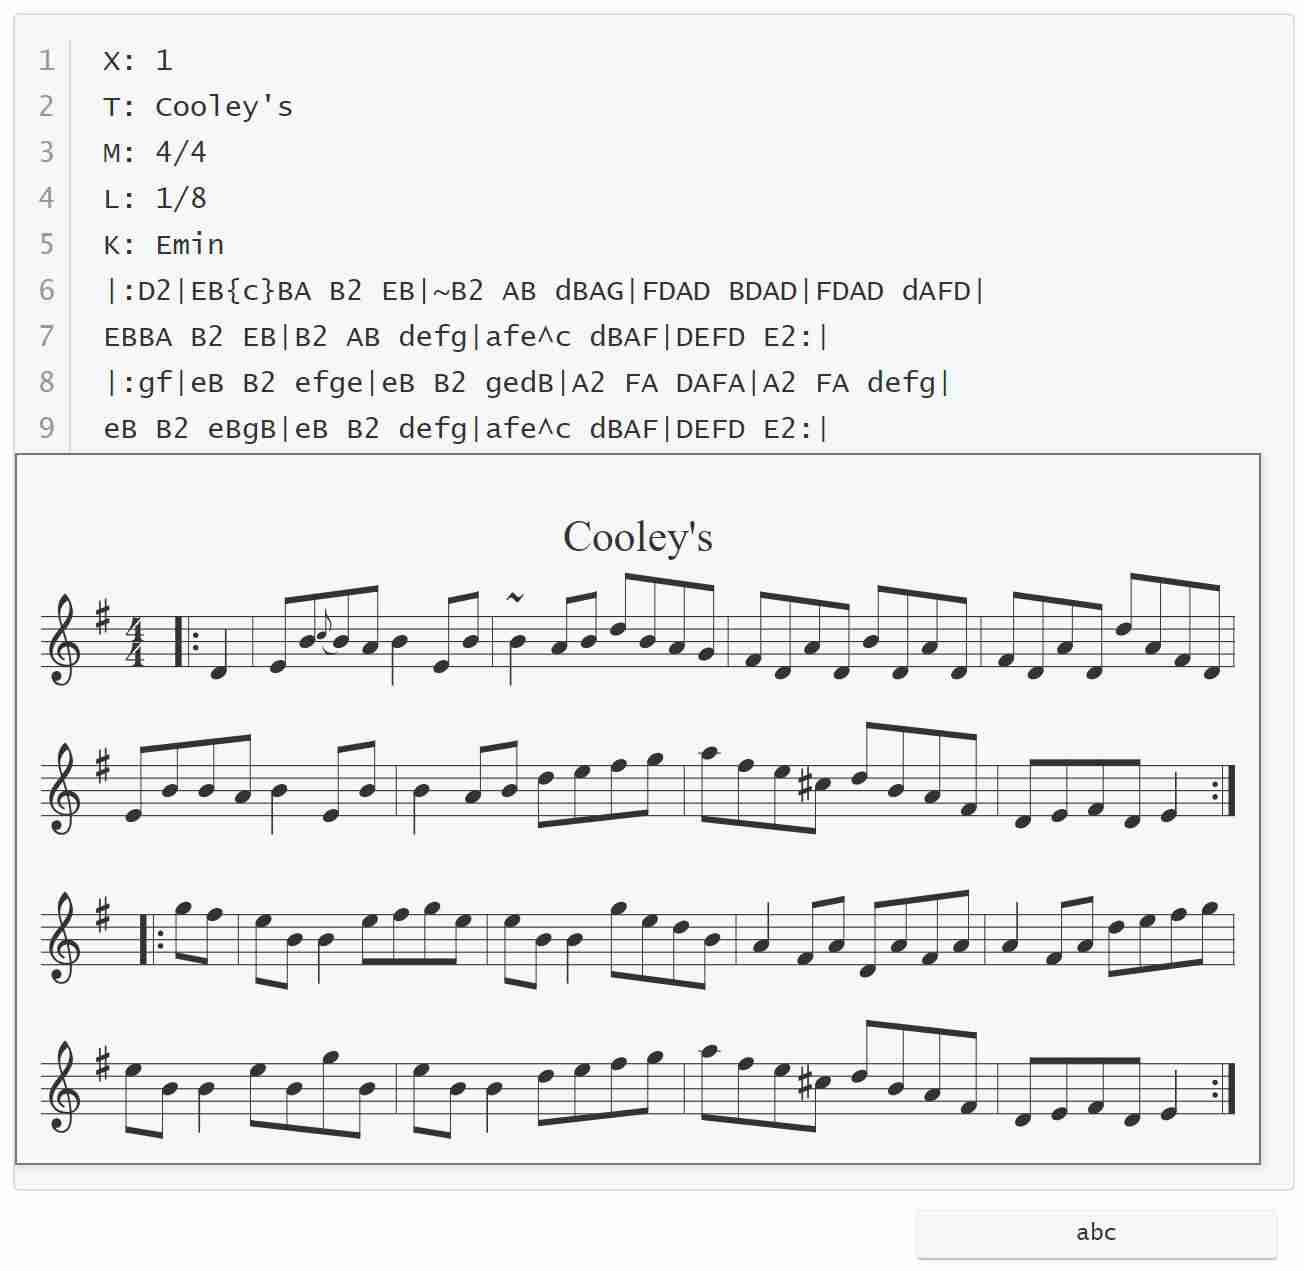 1 X: 1
2 T: Cooley's
3 M: 4/4
4 L: 1/8
5 K: Emin
6 |:D2|EB{c}BA B2 EB|~B2 AB dBAG|FDAD BDAD|FDAD dAFD|
7 EBBA B2 EB|B2 AB defg|afe^c dBAF|DEFD E2:|
8 |:gf|eB B2 efge|eB B2 gedB|A2 FA DAFA|A2 FA defg|
9 eB B2 eBgB|eB B2 defg|afe^c dBAF|DEFD E2:|
Cooley's
4
4
abc